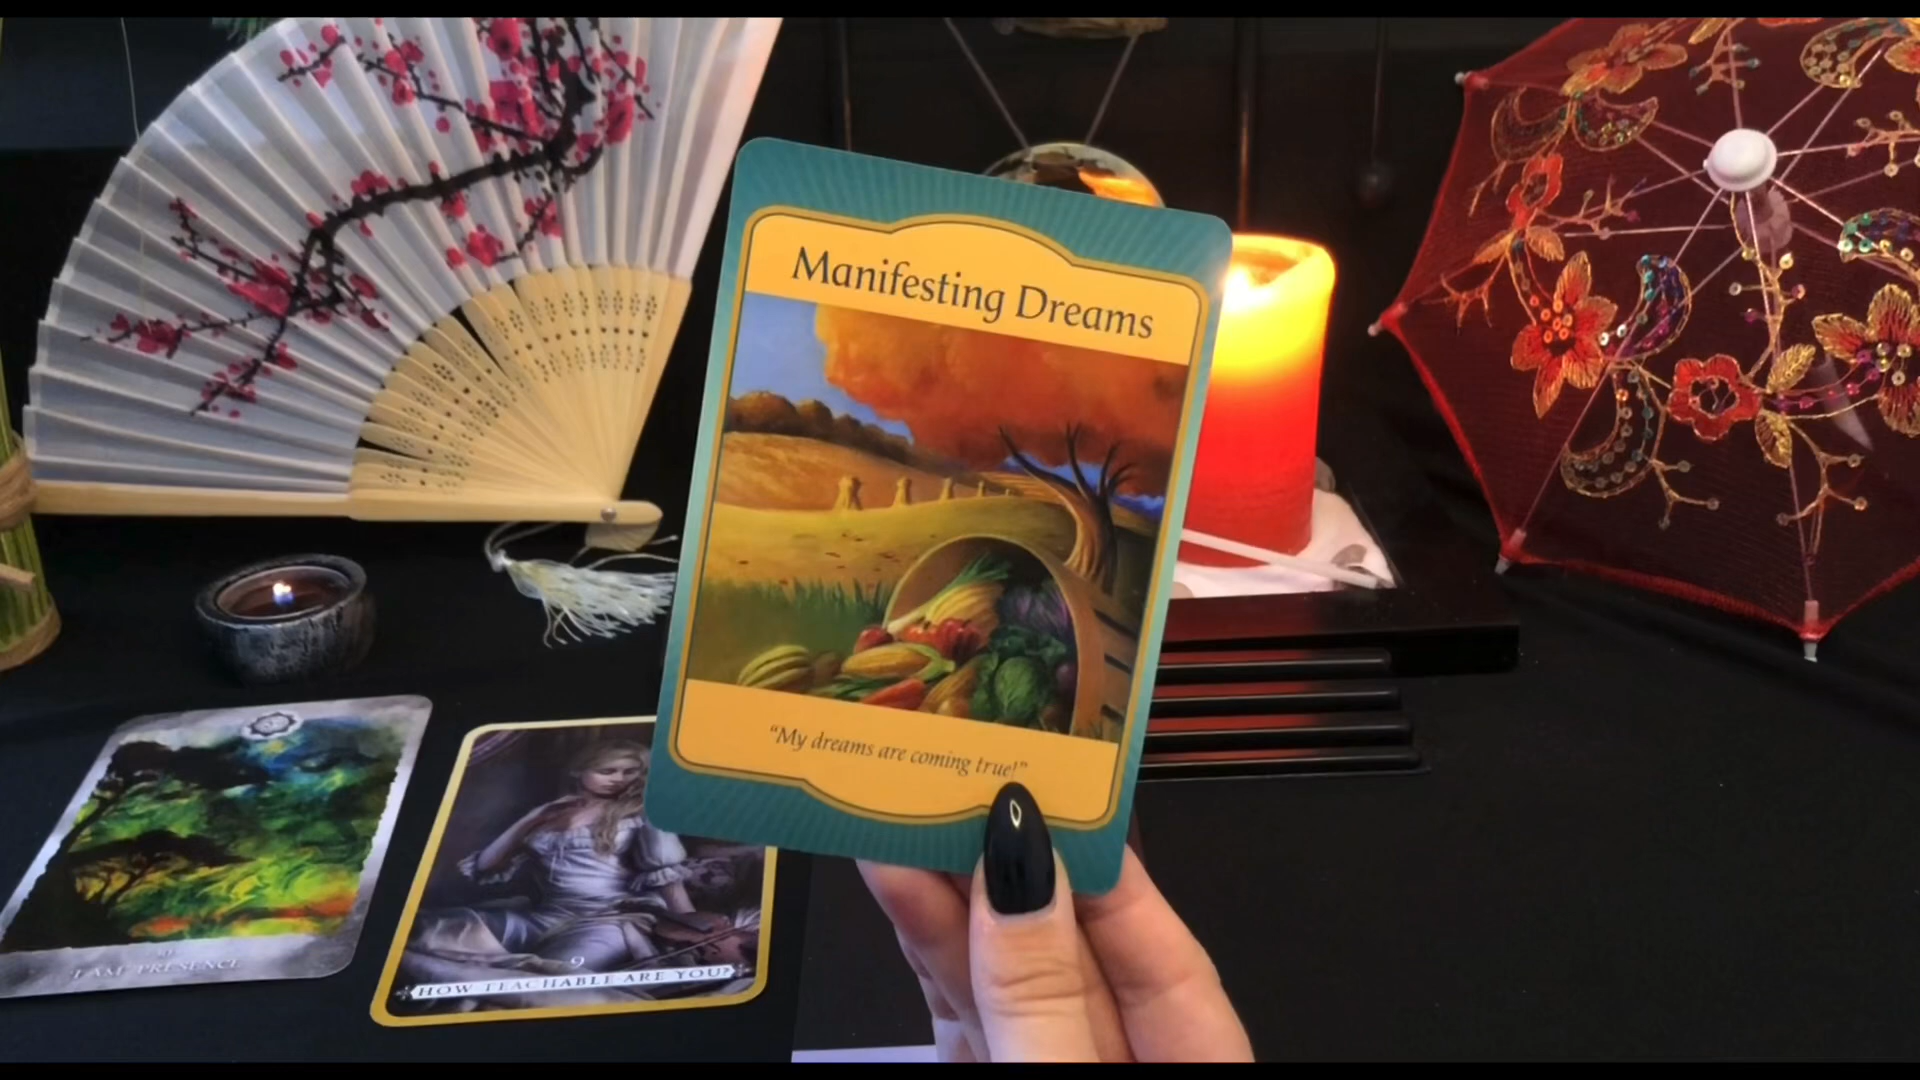 Manifesting Dreams
“My dreams are coming true!”
I AM PRESENCE
9
HOW TEACHABLE ARE YOU?